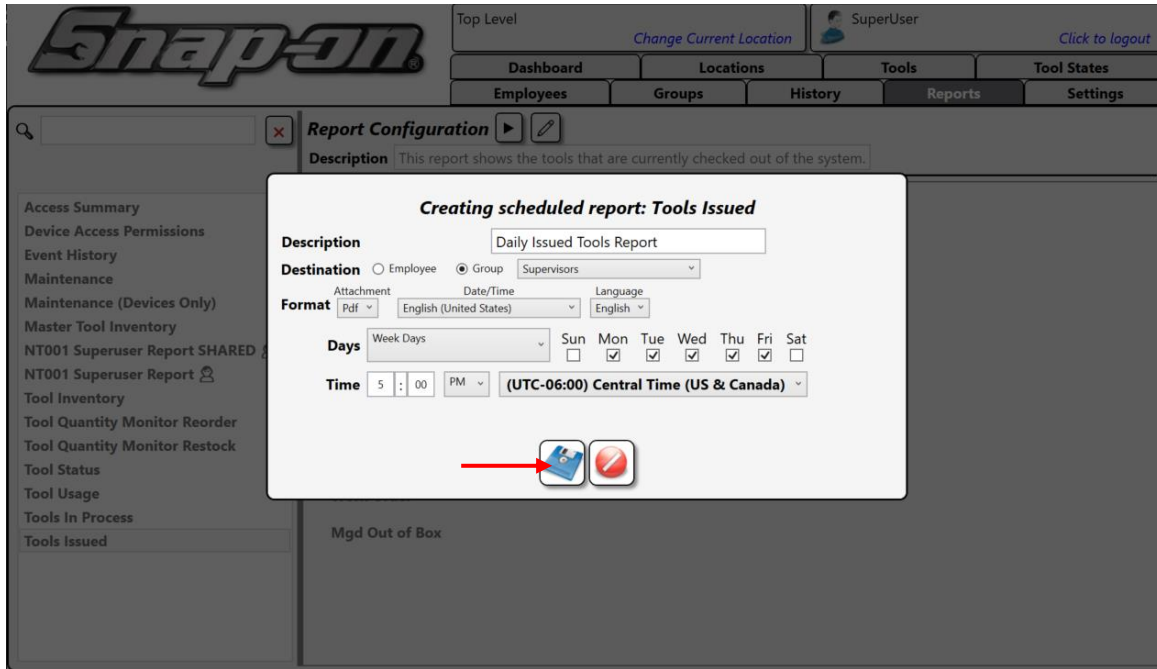 Snap-on®
Top Level
Change Current Location
SuperUser
Click to logout
Dashboard Locations Tools Tool States
Employees Groups History Reports Settings
Report Configuration
Description This report shows the tools that are currently checked out of the system.
Access Summary
Device Access Permissions
Event History
Maintenance
Maintenance (Devices Only)
Master Tool Inventory
NT001 Superuser Report SHARED
NT001 Superuser Report
Tool Inventory
Tool Quantity Monitor Reorder
Tool Quantity Monitor Restock
Tool Status
Tool Usage
Tools In Process
Tools Issued
Creating scheduled report: Tools Issued
Description Daily Issued Tools Report
Destination Employee Group Supervisors
Attachment Date/Time Language
Format Pdf English (United States) English
Days Week Days Sun Mon Tue Wed Thu Fri Sat
Time 5 : 00 PM (UTC-06:00) Central Time (US & Canada)
Mgd Out of Box